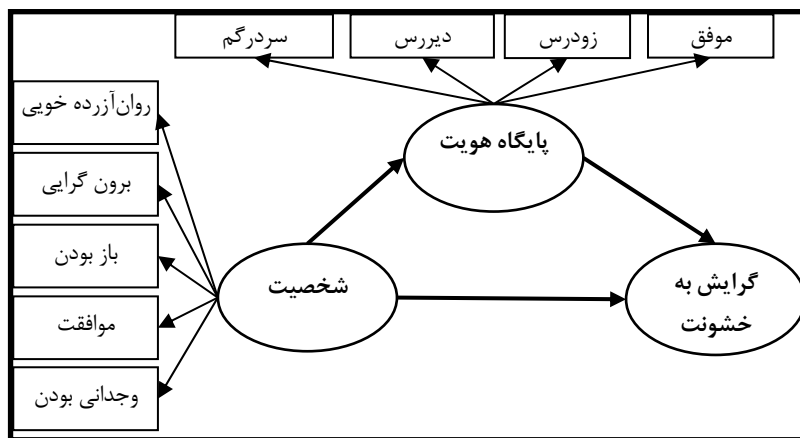 موفق
زودرس
دیررس
سردرگم
روان‌آزرده خویی
برون گرایی
باز بودن
موافقت
وجدانی بودن
پایگاه هویت
شخصیت
گرایش به
خشونت